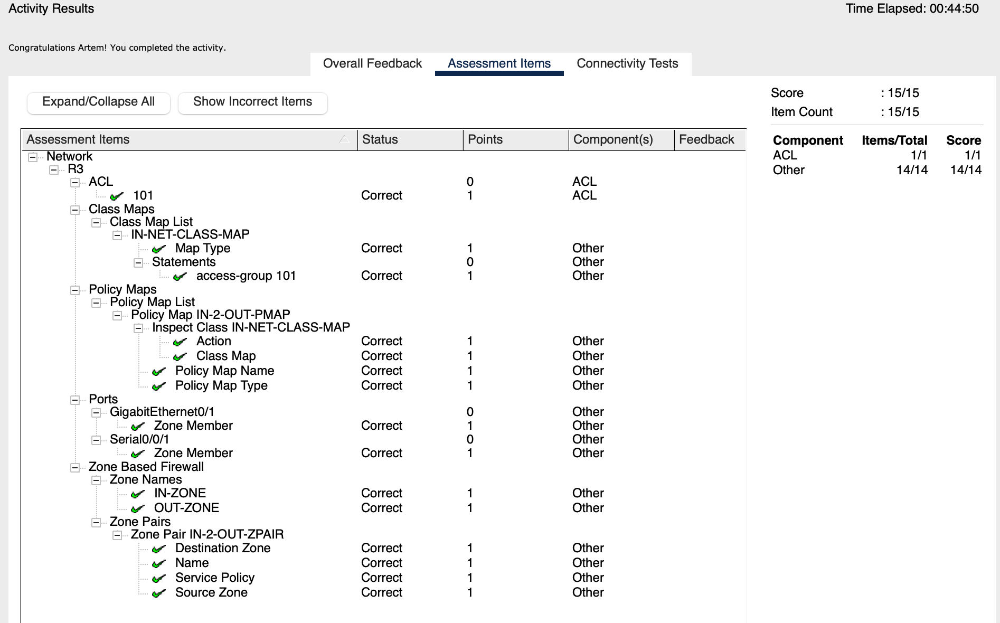 Activity Results
Time Elapsed: 00:44:50
Congratulations Artem! You completed the activity.
Overall Feedback Assessment Items Connectivity Tests
Expand/Collapse All Show Incorrect Items
Score : 15/15
Item Count : 15/15
Component Items/Total Score
ACL 1/1 1/1
Other 14/14 14/14
Assessment Items Status Points Component(s) Feedback
Network
R3
ACL 0 ACL
101 Correct 1 ACL
Class Maps
Class Map List
IN-NET-CLASS-MAP
Map Type Correct 1 Other
Statements 0 Other
access-group 101 Correct 1 Other
Policy Maps
Policy Map List
Policy Map IN-2-OUT-PMAP
Inspect Class IN-NET-CLASS-MAP
Action Correct 1 Other
Class Map Correct 1 Other
Policy Map Name Correct 1 Other
Policy Map Type Correct 1 Other
Ports
GigabitEthernet0/1 0 Other
Zone Member Correct 1 Other
Serial0/0/1 0 Other
Zone Member Correct 1 Other
Zone Based Firewall
Zone Names
IN-ZONE Correct 1 Other
OUT-ZONE Correct 1 Other
Zone Pairs
Zone Pair IN-2-OUT-ZPAIR
Destination Zone Correct 1 Other
Name Correct 1 Other
Service Policy Correct 1 Other
Source Zone Correct 1 Other